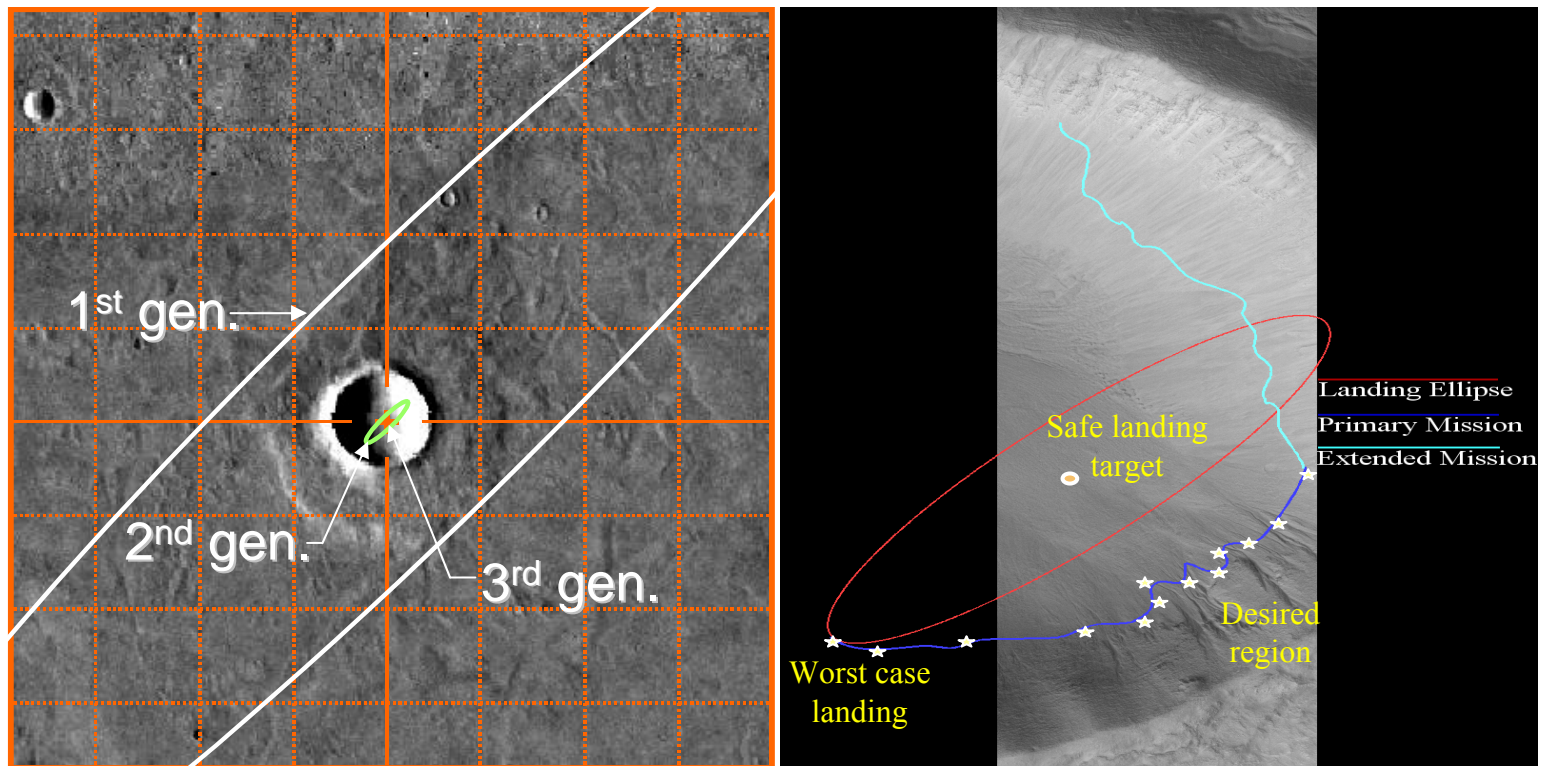 1st gen.
2nd gen.
3rd gen.
Landing Ellipse
Primary Mission
Extended Mission
Safe landing
target
Desired
region
Worst case
landing